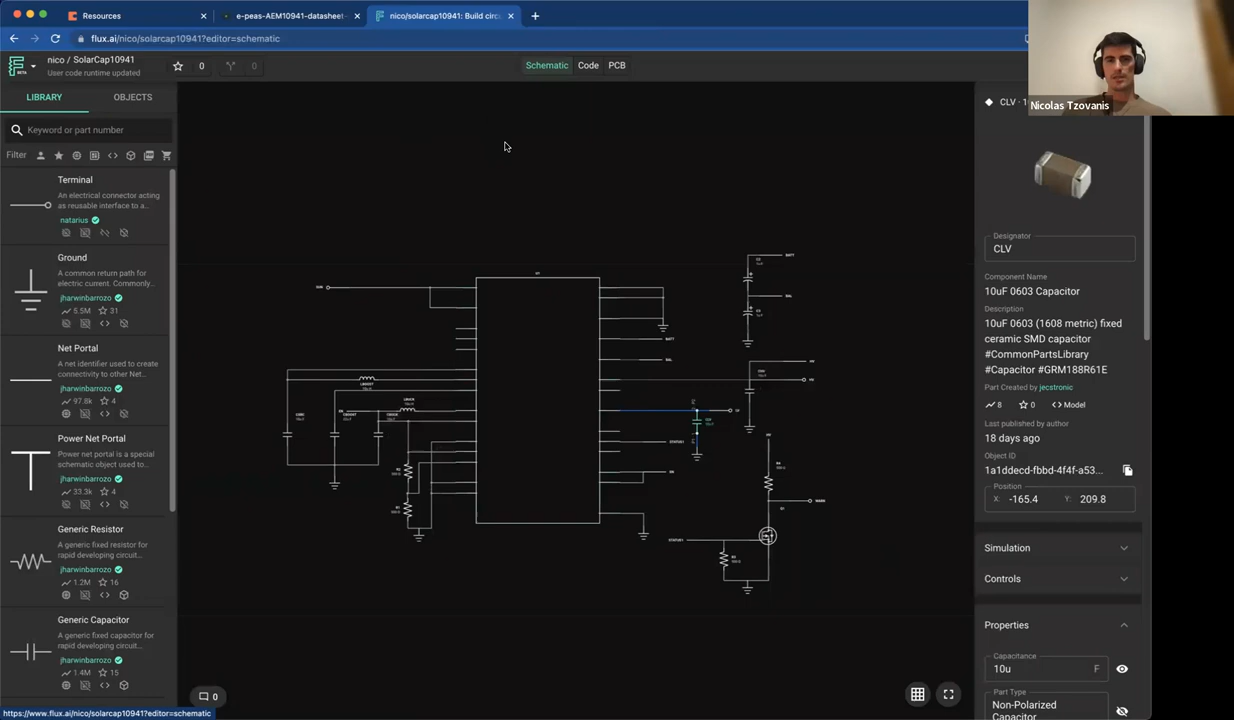 Resources
e-peas-AEM10941-datasheet-
nico/solarcap10941: Build circ
flux.ai/nico/solarcap10941?editor=schematic
nico / SolarCap10941
BETA
User code runtime updated
0
0
Schematic
Code
PCB
Nicolas Tzovanis
LIBRARY
OBJECTS
Keyword or part number
Filter
Terminal
An electrical connector acting
as reusable interface to a...
natarius
Ground
A common return path for
electric current. Commonly...
jharwinbarrozo
5.5M
31
Net Portal
A net identifier used to create
connectivity to other Net...
jharwinbarrozo
97.8k
4
Power Net Portal
Power net portal is a special
schematic object used to...
jharwinbarrozo
33.3k
4
Generic Resistor
A generic fixed resistor for
rapid developing circuit...
jharwinbarrozo
1.2M
16
Generic Capacitor
A generic fixed capacitor for
rapid developing circuit...
jharwinbarrozo
1.4M
15
BATT
BAL
BATT
BAL
STATUS1
STATUS1
0
CLV · 1
Designator
CLV
Component Name
10uF 0603 Capacitor
Description
10uF 0603 (1608 metric) fixed
ceramic SMD capacitor
#CommonPartsLibrary
#Capacitor #GRM188R61E
Part Created by jecstronic
8
0
Model
Last published by author
18 days ago
Object ID
1a1ddecd-fbbd-4f4f-a53...
Position
X: -165.4 Y: 209.8
Simulation
Controls
Properties
Capacitance
10u F
Part Type
Non-Polarized
Capacitor
https://www.flux.ai/nico/solarcap10941?editor=schematic